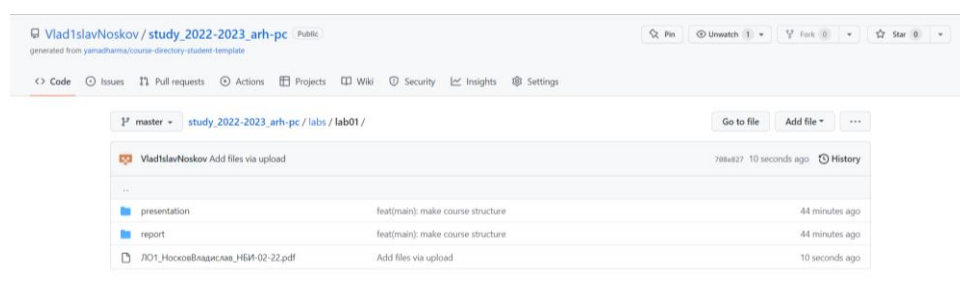 Vlad1slavNoskov / study_2022-2023_arh-pc Public
Pin Unwatch 1 Fork 0 Star 0
generated from yamadharma/course-directory-student-template
<> Code Issues Pull requests Actions Projects Wiki Security Insights Settings
master study_2022-2023_arh-pc / labs / lab01 / Go to file Add file ...
Vlad1slavNoskov Add files via upload 10 seconds ago History
..
presentation feat(main): make course structure 44 minutes ago
report feat(main): make course structure 44 minutes ago
ЛО1_НосковВладислав_НБИ-02-22.pdf Add files via upload 10 seconds ago